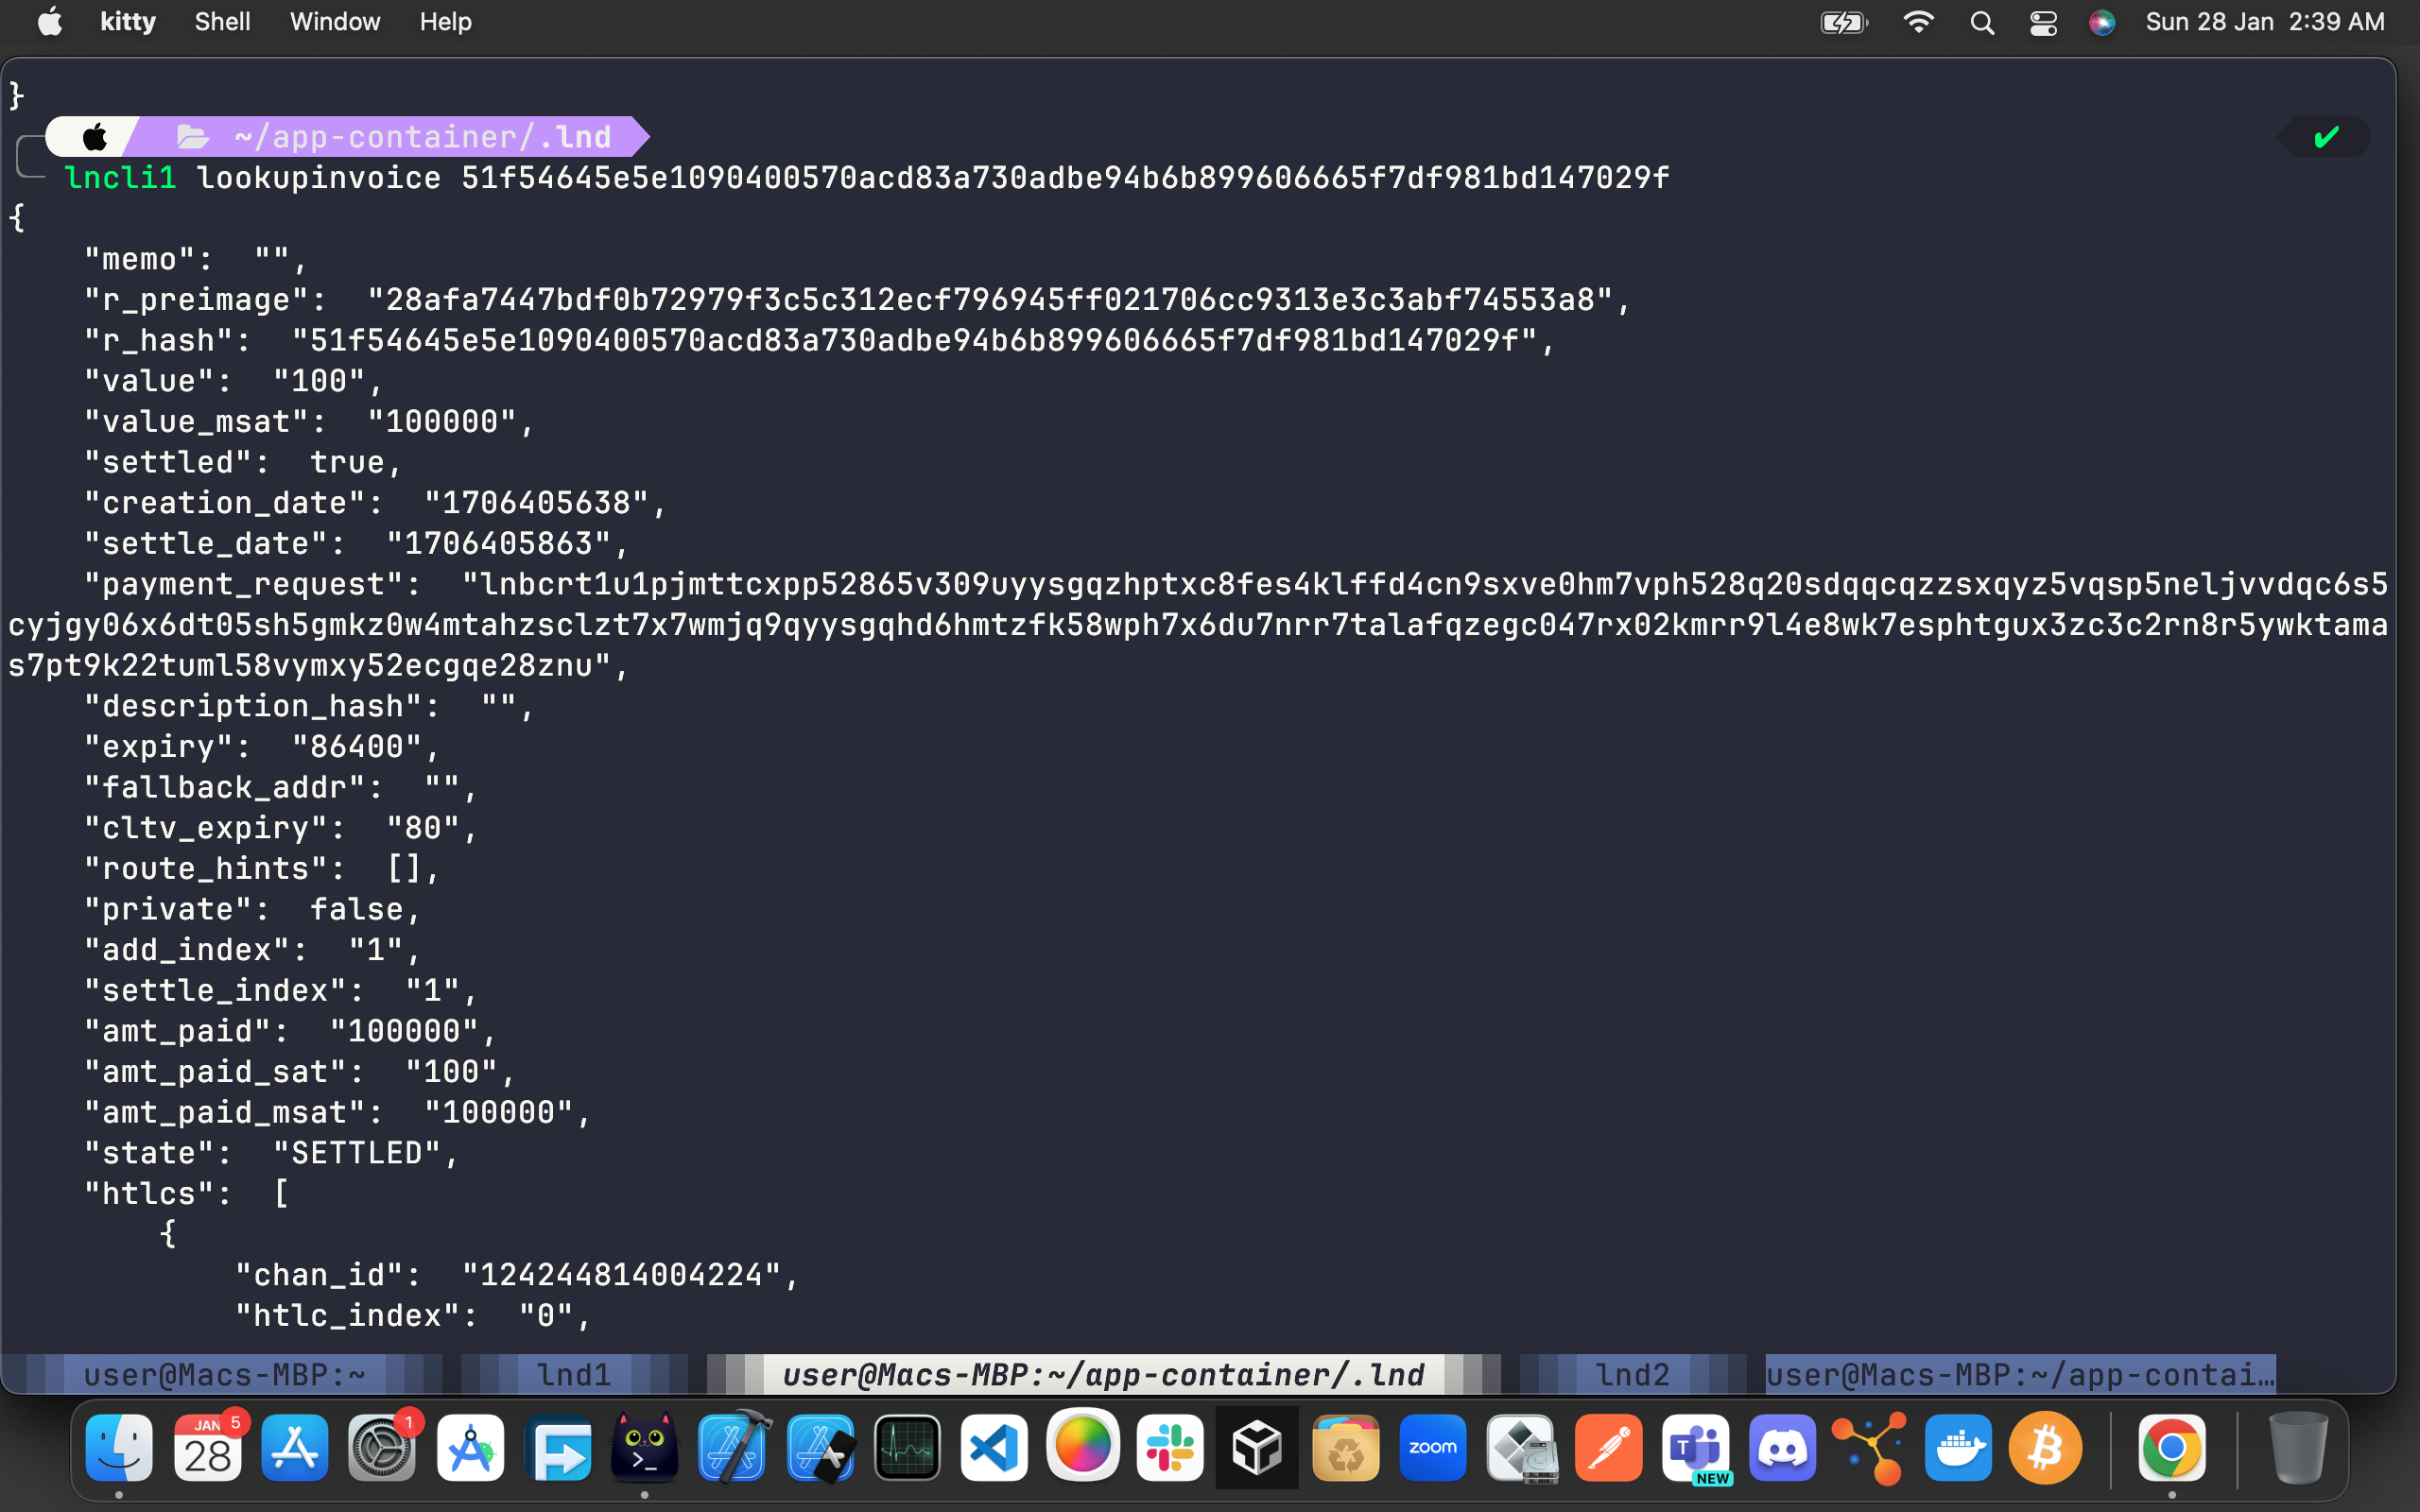 kitty Shell Window Help Sun 28 Jan 2:39 AM
}
~/app-container/.lnd ✔
lncli1 lookupinvoice 51f54645e5e1090400570acd83a730adbe94b6b899606665f7df981bd147029f
{
"memo": "",
"r_preimage": "28afa7447bdf0b72979f3c5c312ecf796945ff021706cc9313e3c3abf74553a8",
"r_hash": "51f54645e5e1090400570acd83a730adbe94b6b899606665f7df981bd147029f",
"value": "100",
"value_msat": "100000",
"settled": true,
"creation_date": "1706405638",
"settle_date": "1706405863",
"payment_request": "lnbcrt1u1pjmttcxpp52865v309uyysgqzhptxc8fes4klffd4cn9sxve0hm7vph528q20sdqqcqzzsxqyz5vqsp5neljvvdqc6s5
cyjgy06x6dt05sh5gmkz0w4mtahzsclzt7x7wmjq9qyysgqhd6hmtzfk58wph7x6du7nrr7talafqzegc047rx02kmrr9l4e8wk7esphtgux3zc3c2rn8r5ywktama
s7pt9k22tuml58vymxy52ecgqe28znu",
"description_hash": "",
"expiry": "86400",
"fallback_addr": "",
"cltv_expiry": "80",
"route_hints": [],
"private": false,
"add_index": "1",
"settle_index": "1",
"amt_paid": "100000",
"amt_paid_sat": "100",
"amt_paid_msat": "100000",
"state": "SETTLED",
"htlcs": [
{
"chan_id": "124244814004224",
"htlc_index": "0",
user@Macs-MBP:~ lnd1 user@Macs-MBP:~/app-container/.lnd lnd2 user@Macs-MBP:~/app-contai…
JAN 28 5 1 >_ zoom T NEW